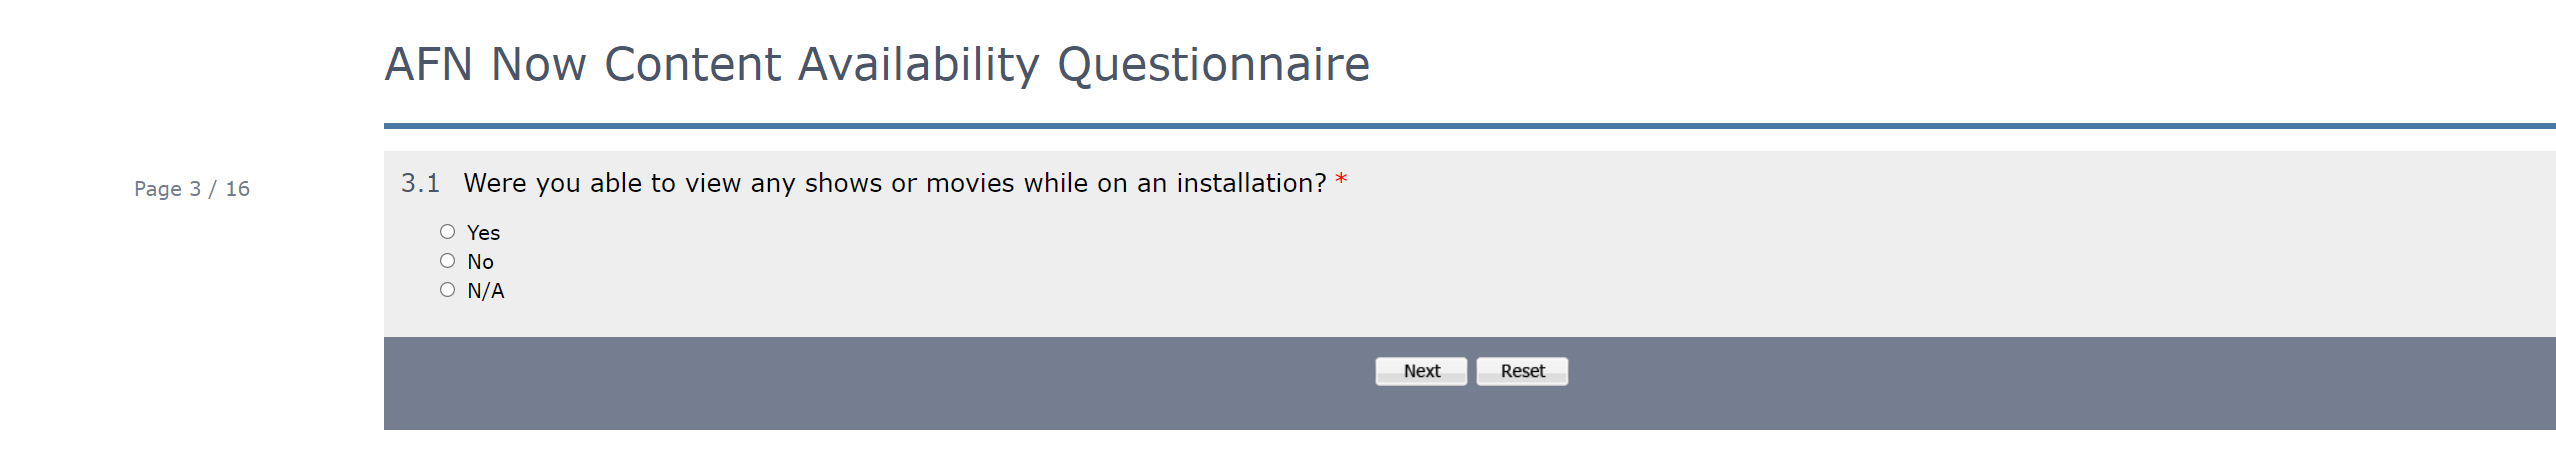 AFN Now Content Availability Questionnaire
Page 3 / 16
3.1 Were you able to view any shows or movies while on an installation? *
Yes
No
N/A
Next Reset